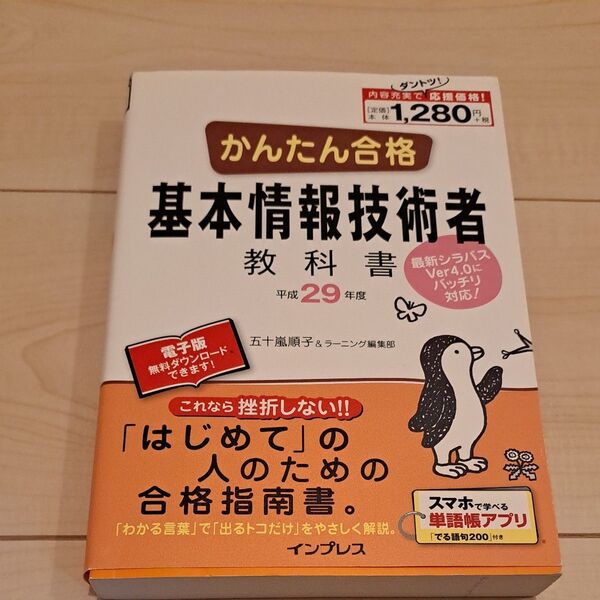 ダントツ!
内容充実で 応援価格!
[定価]
本体 1,280円
+税
かんたん合格
基本情報技術者
教科書
平成29年度
最新シラバス
Ver4.0に
バッチリ
対応!
五十嵐順子&ラーニング編集部
電子版
無料ダウンロード
できます!
これなら挫折しない!!
「はじめて」の
人のための
合格指南書。
「わかる言葉」で「出るトコだけ」をやさしく解説。
スマホで学べる
単語帳アプリ
「でる語句200」付き
インプレス